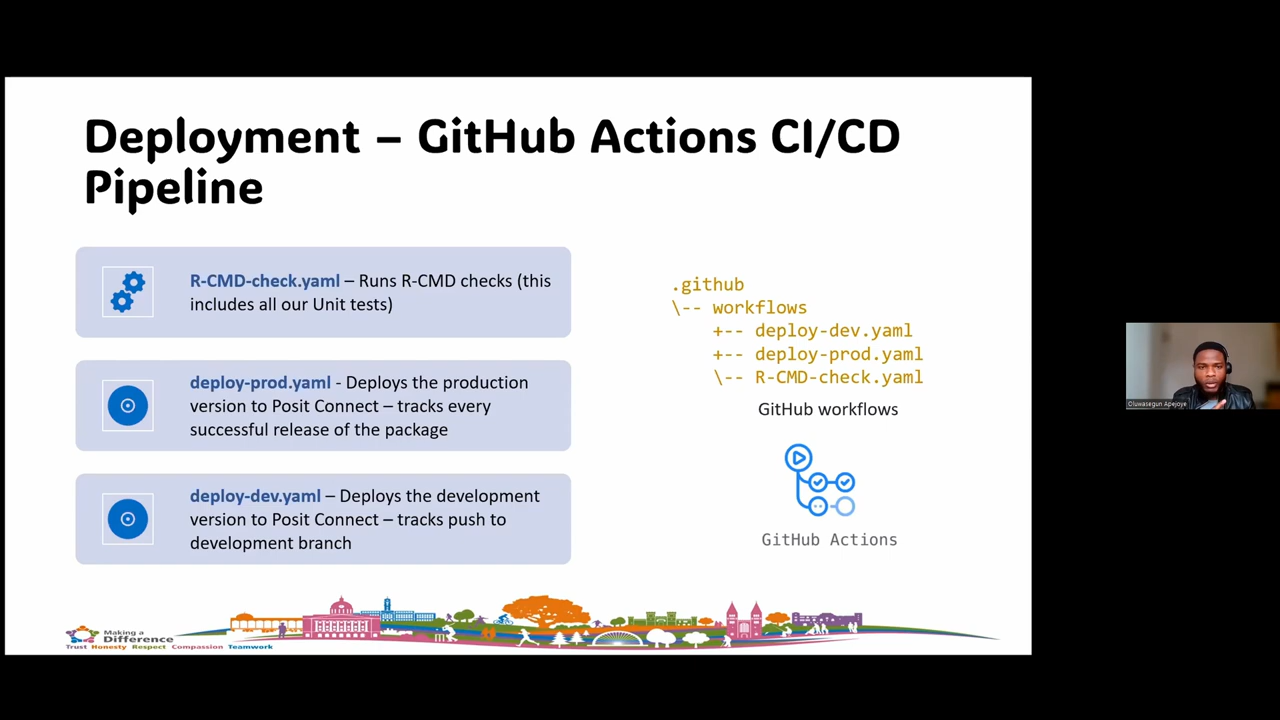 Deployment – GitHub Actions CI/CD
Pipeline
R-CMD-check.yaml – Runs R-CMD checks (this
includes all our Unit tests)
deploy-prod.yaml - Deploys the production
version to Posit Connect – tracks every
successful release of the package
deploy-dev.yaml – Deploys the development
version to Posit Connect – tracks push to
development branch
.github
\-- workflows
+-- deploy-dev.yaml
+-- deploy-prod.yaml
\-- R-CMD-check.yaml
GitHub workflows
GitHub Actions
Making a
Difference
Trust Honesty Respect Compassion Teamwork
Oluwasegun Apejoye